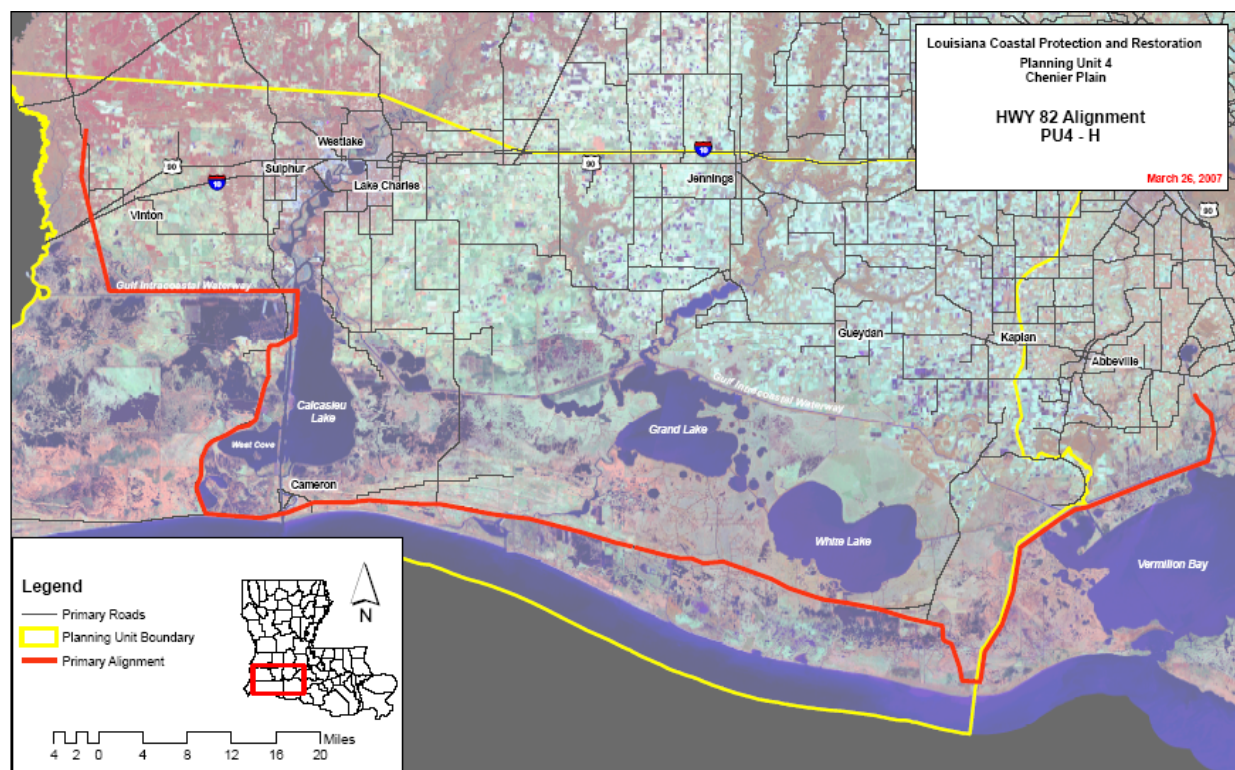 Louisiana Coastal Protection and Restoration
Planning Unit 4
Chenier Plain
HWY 82 Alignment
PU4 - H
March 26, 2007
Westlake
90
Sulphur
10
Lake Charles
90
10
Jennings
90
Vinton
Gulf Intracoastal Waterway
Gueydan
Kaplan
Abbeville
Gulf Intracoastal Waterway
Calcasieu
Lake
West Cove
Grand Lake
Cameron
White Lake
Vermilion Bay
Legend
Primary Roads
Planning Unit Boundary
Primary Alignment
N
Miles
4 2 0 4 8 12 16 20